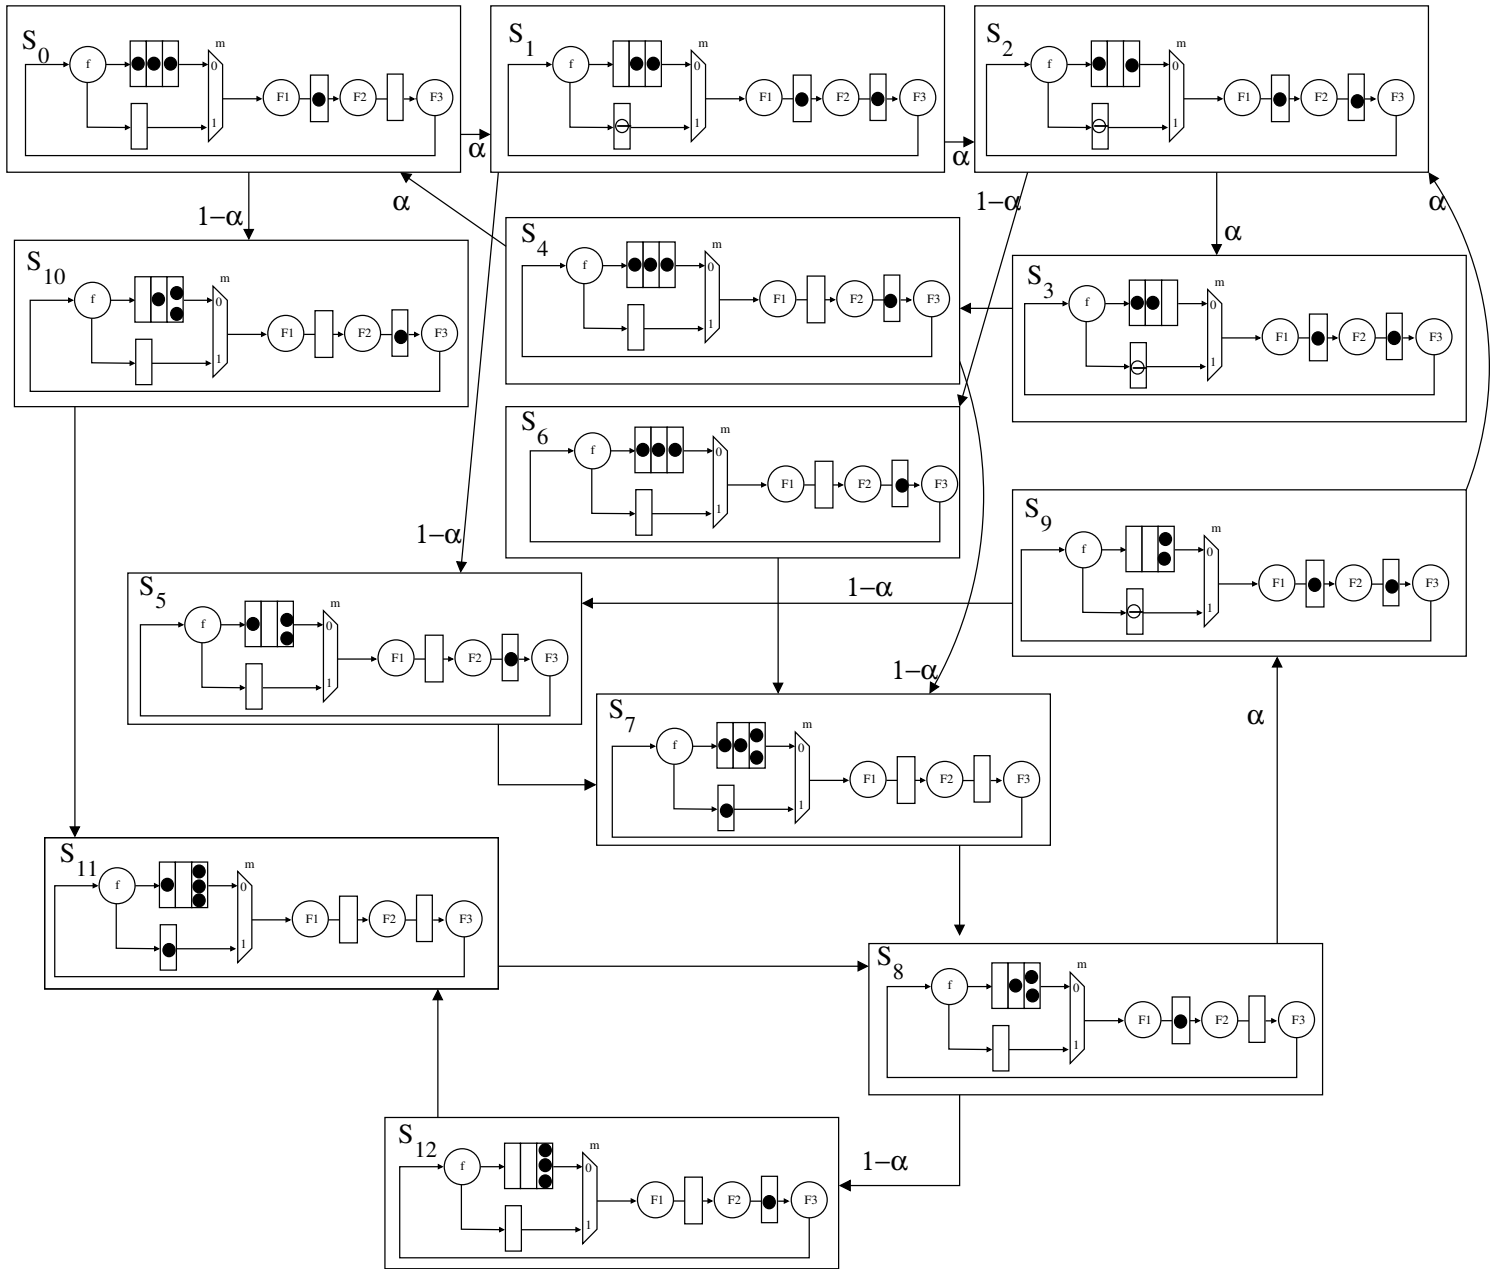 S0 f m 0 1 F1 F2 F3
S1 f m 0 1 F1 F2 F3
S2 f m 0 1 F1 F2 F3
α
α
1−α
α
1−α
α
α
S4 f m 0 1 F1 F2 F3
S10 f m 0 1 F1 F2 F3
S3 f m 0 1 F1 F2 F3
S6 f m 0 1 F1 F2 F3
S9 f m 0 1 F1 F2 F3
1−α
1−α
S5 f m 0 1 F1 F2 F3
1−α
S7 f m 0 1 F1 F2 F3
α
S11 f m 0 1 F1 F2 F3
S8 f m 0 1 F1 F2 F3
S12 f m 0 1 F1 F2 F3
1−α